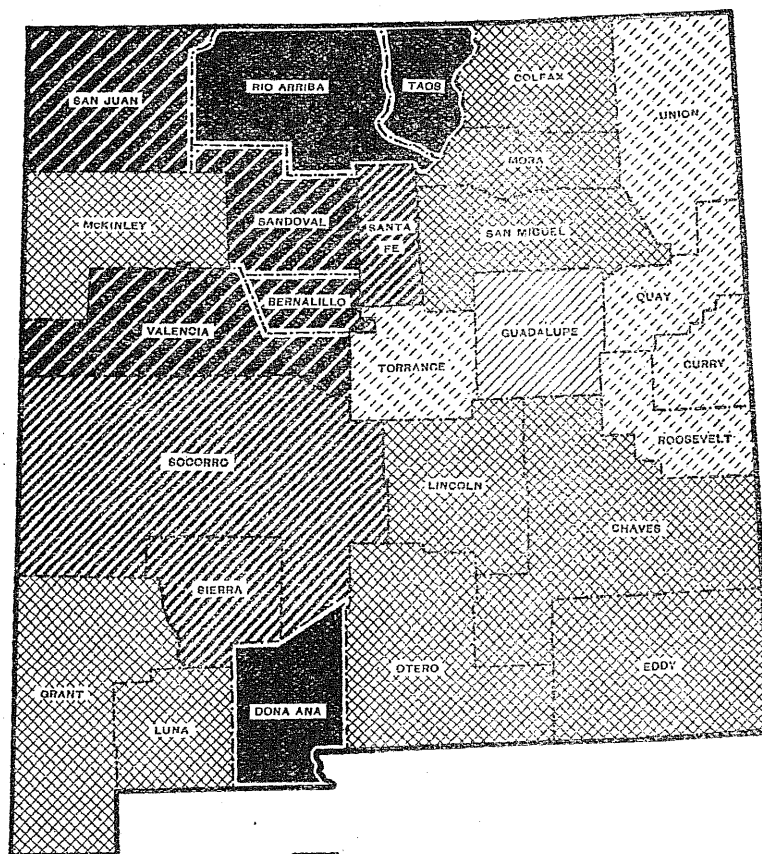 COLFAX
RIO ARRIBA
TAOS
SAN JUAN
UNION
MORA
McKINLEY
SANDOVAL
SANTA
FE
SAN MIGUEL
BERNALILLO
QUAY
VALENCIA
GUADALUPE
TORRANCE
CURRY
ROOSEVELT
SOCORRO
LINCOLN
CHAVES
SIERRA
OTERO
EDDY
GRANT
DONA ANA
LUNA